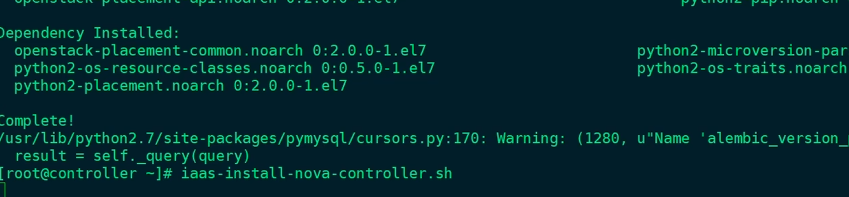 openstack-placement-api.noarch 0:2.0.0-1.el7 python2-pip.noarch
Dependency Installed:
openstack-placement-common.noarch 0:2.0.0-1.el7 python2-microversion-par
python2-os-resource-classes.noarch 0:0.5.0-1.el7 python2-os-traits.noarch
python2-placement.noarch 0:2.0.0-1.el7
Complete!
/usr/lib/python2.7/site-packages/pymysql/cursors.py:170: Warning: (1280, u"Name 'alembic_version_
result = self._query(query)
[root@controller ~]# iaas-install-nova-controller.sh